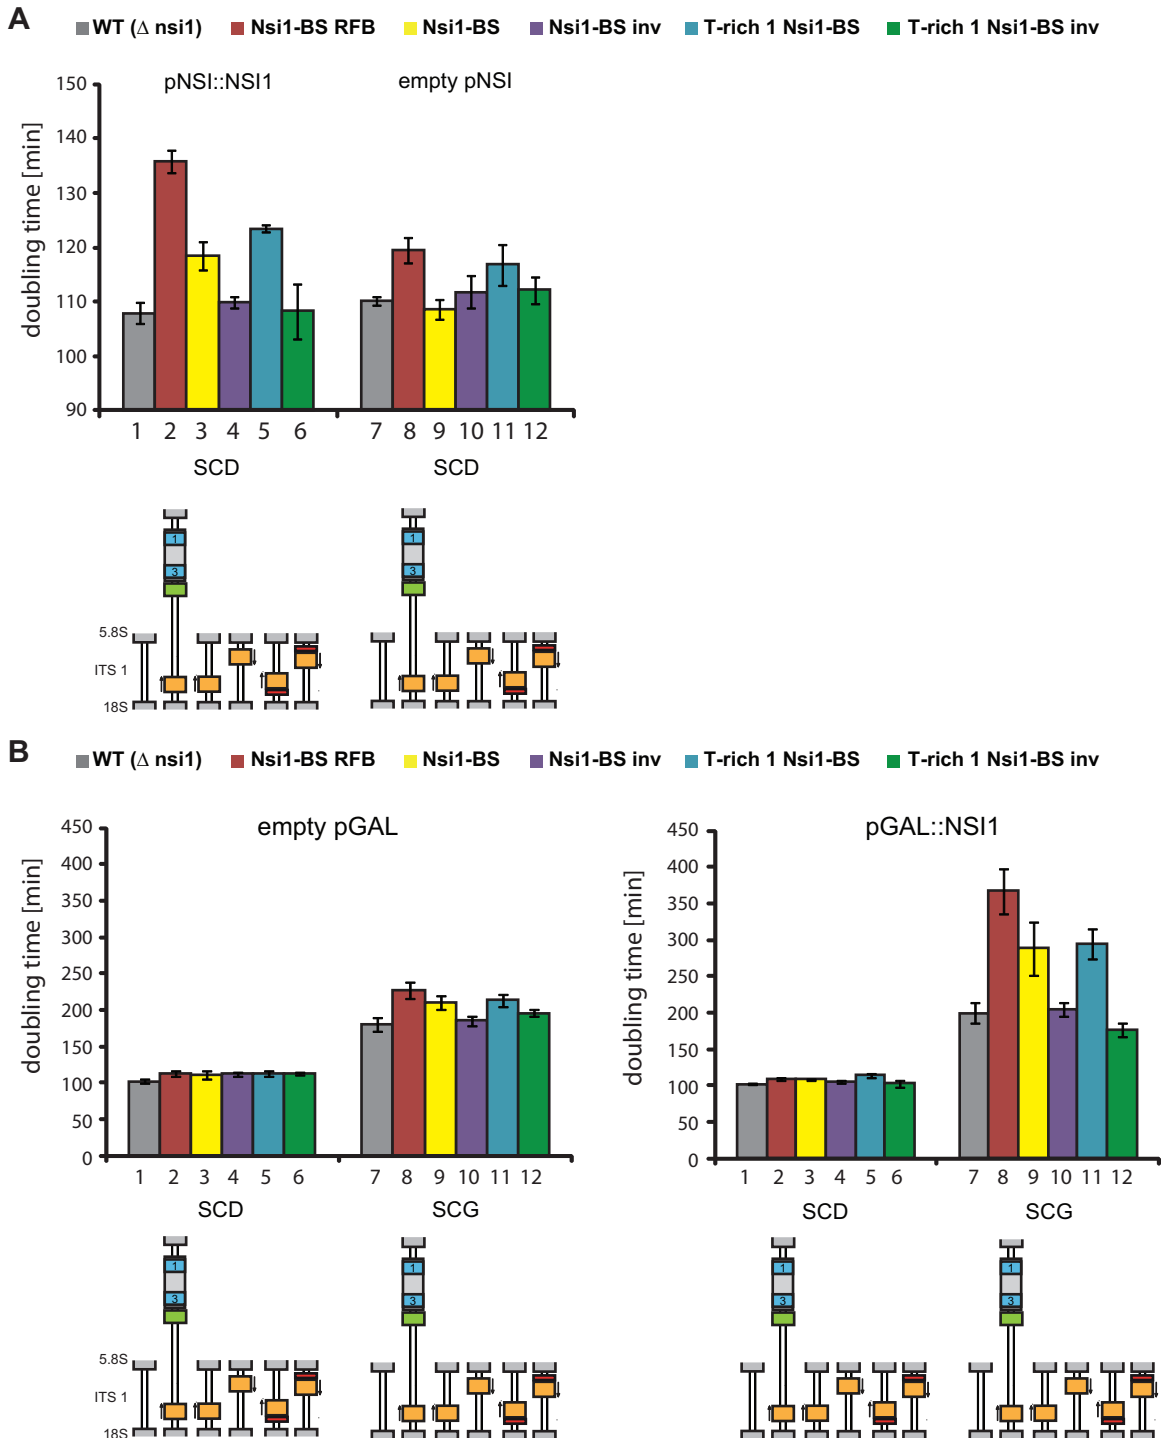 A
WT (Δ nsi1) Nsi1-BS RFB Nsi1-BS Nsi1-BS inv T-rich 1 Nsi1-BS T-rich 1 Nsi1-BS inv
pNSI::NSI1 empty pNSI
doubling time [min]
150
140
130
120
110
100
90
1 2 3 4 5 6 7 8 9 10 11 12
SCD SCD
1 1
3 3
5.8S
ITS 1
18S
B
WT (Δ nsi1) Nsi1-BS RFB Nsi1-BS Nsi1-BS inv T-rich 1 Nsi1-BS T-rich 1 Nsi1-BS inv
empty pGAL
doubling time [min]
450
400
350
300
250
200
150
100
50
0
1 2 3 4 5 6 7 8 9 10 11 12
SCD SCG
1 1
3 3
5.8S
ITS 1
18S
pGAL::NSI1
doubling time [min]
450
400
350
300
250
200
150
100
50
0
1 2 3 4 5 6 7 8 9 10 11 12
SCD SCG
1 1
3 3